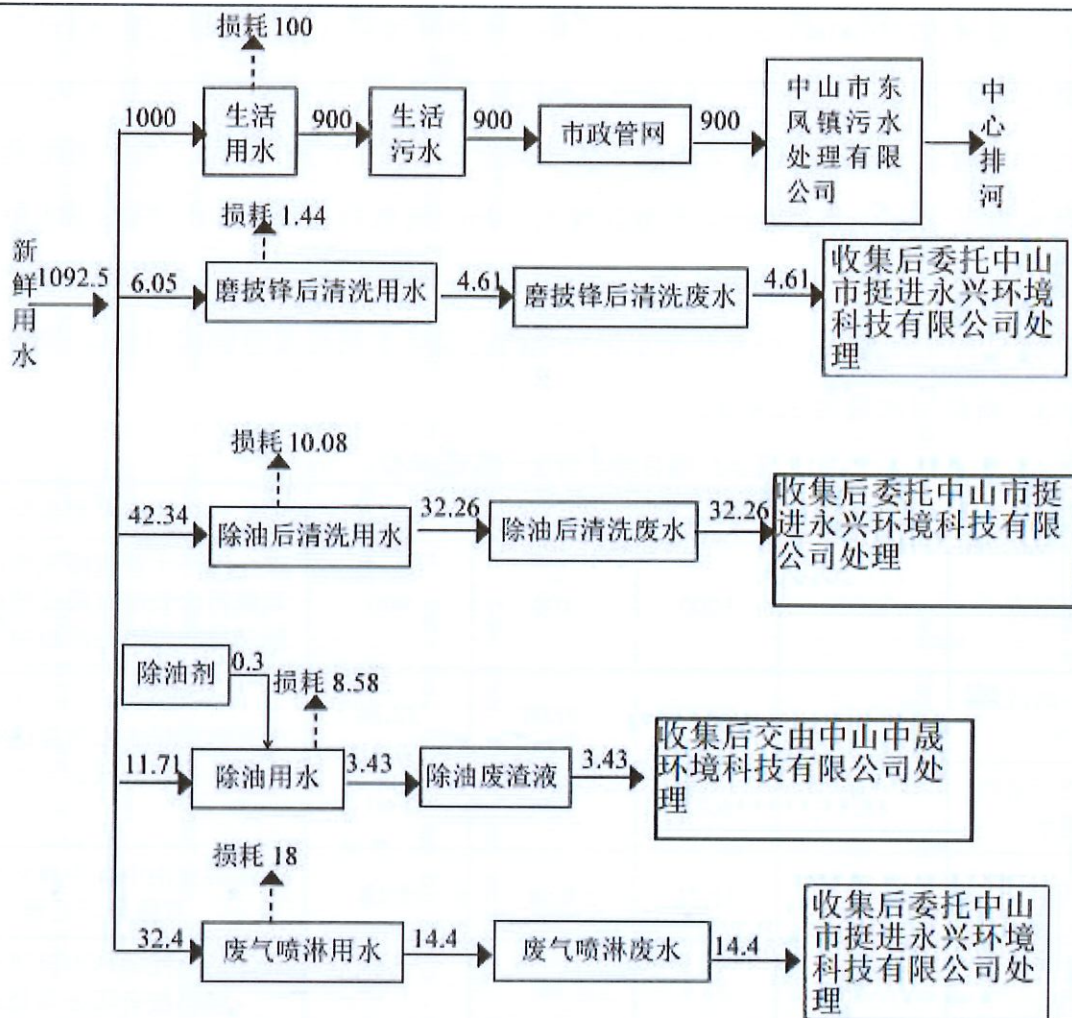 损耗 100
1000
生活
用水
900
生活
污水
900
市政管网
900
中山市东
凤镇污水
处理有限
公司
中
心
排
河
新
鲜
用
水
1092.5
损耗 1.44
6.05
磨披锋后清洗用水
4.61
磨披锋后清洗废水
4.61
收集后委托中山
市挺进永兴环境
科技有限公司处
理
损耗 10.08
42.34
除油后清洗用水
32.26
除油后清洗废水
32.26
收集后委托中山市挺
进永兴环境科技有限
公司处理
除油剂
0.3
损耗 8.58
11.71
除油用水
3.43
除油废渣液
3.43
收集后交由中山中晟
环境科技有限公司处
理
损耗 18
32.4
废气喷淋用水
14.4
废气喷淋废水
14.4
收集后委托中山
市挺进永兴环境
科技有限公司处
理